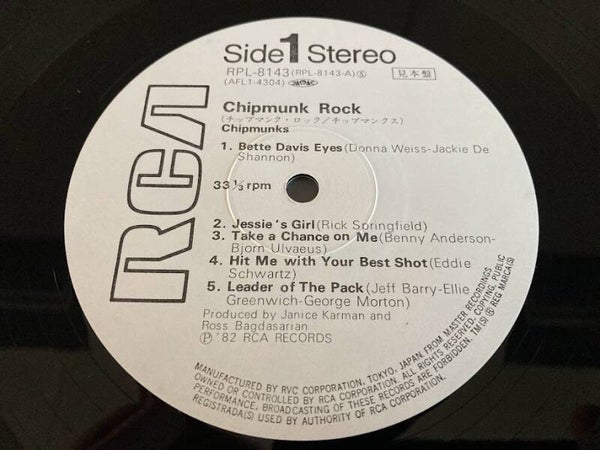 RCA
Side 1 Stereo
RPL-8143(RPL-8143-A)⑤
(AFL1-4304)
見本盤
Chipmunk Rock
(チップマンク・ロック/チップマンクス)
Chipmunks
1. Bette Davis Eyes(Donna Weiss-Jackie De
Shannon)
33⅓rpm
2. Jessie's Girl(Rick Springfield)
3. Take a Chance on Me(Benny Anderson-
Bjorn Ulvaeus)
4. Hit Me with Your Best Shot(Eddie
Schwartz)
5. Leader of The Pack(Jeff Barry-Ellie
Greenwich-George Morton)
Produced by Janice Karman and
Ross Bagdasarian
Ⓟ '82 RCA RECORDS
MANUFACTURED BY RVC CORPORATION, TOKYO, JAPAN FROM MASTER RECORDINGS
OWNED OR CONTROLLED BY RCA CORPORATION. ALL RIGHTS RESERVED. COPYING, PUBLIC
PERFORMANCE, BROADCASTING OF THESE RECORDS ARE FORBIDDEN. TM(S) ® REG MARCA(S)
REGISTRADA(S) USED BY AUTHORITY OF RCA CORPORATION.